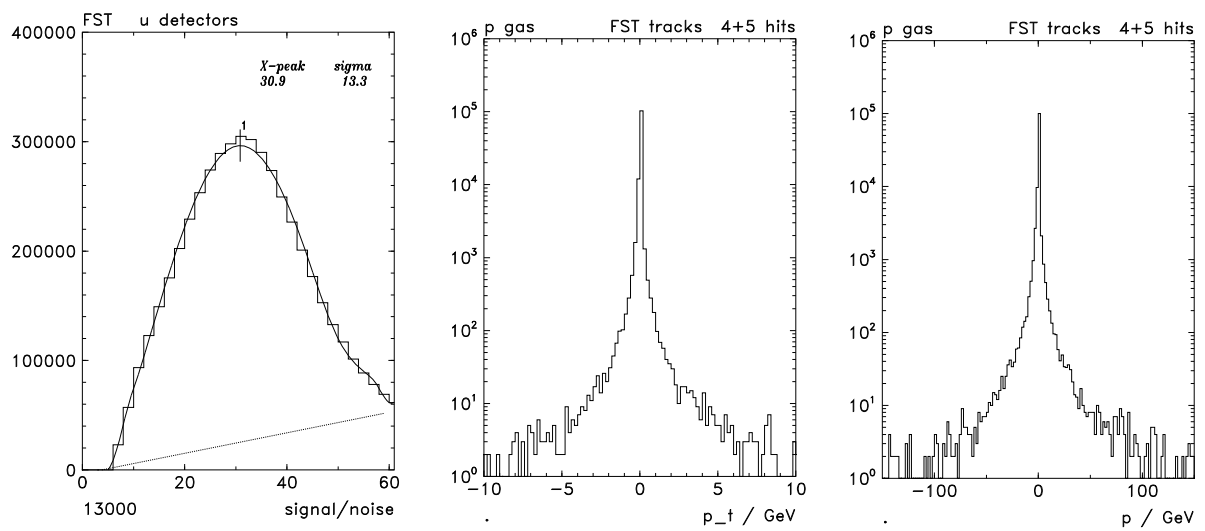 FST u detectors
400000
300000
200000
100000
0
X-peak sigma
30.9 13.3
1
0 20 40 60
13000 signal/noise
p gas FST tracks 4+5 hits
10^6
10^5
10^4
10^3
10^2
10^1
10^0
-10 -5 0 5 10
. p_t / GeV
p gas FST tracks 4+5 hits
10^6
10^5
10^4
10^3
10^2
10^1
10^0
-100 0 100
. p / GeV